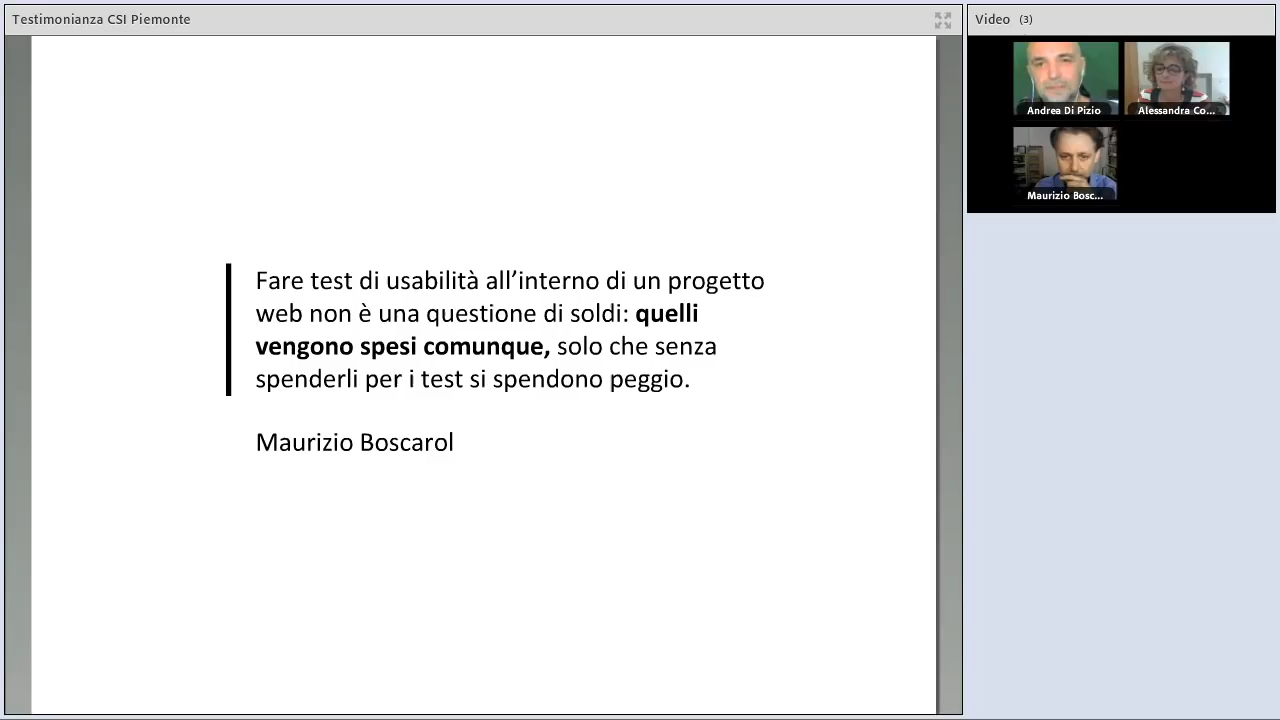 Testimonianza CSI Piemonte
Video (3)
Andrea Di Pizio
Alessandra Co...
Maurizio Bosc...
Fare test di usabilità all’interno di un progetto
web non è una questione di soldi: quelli
vengono spesi comunque, solo che senza
spenderli per i test si spendono peggio.
Maurizio Boscarol